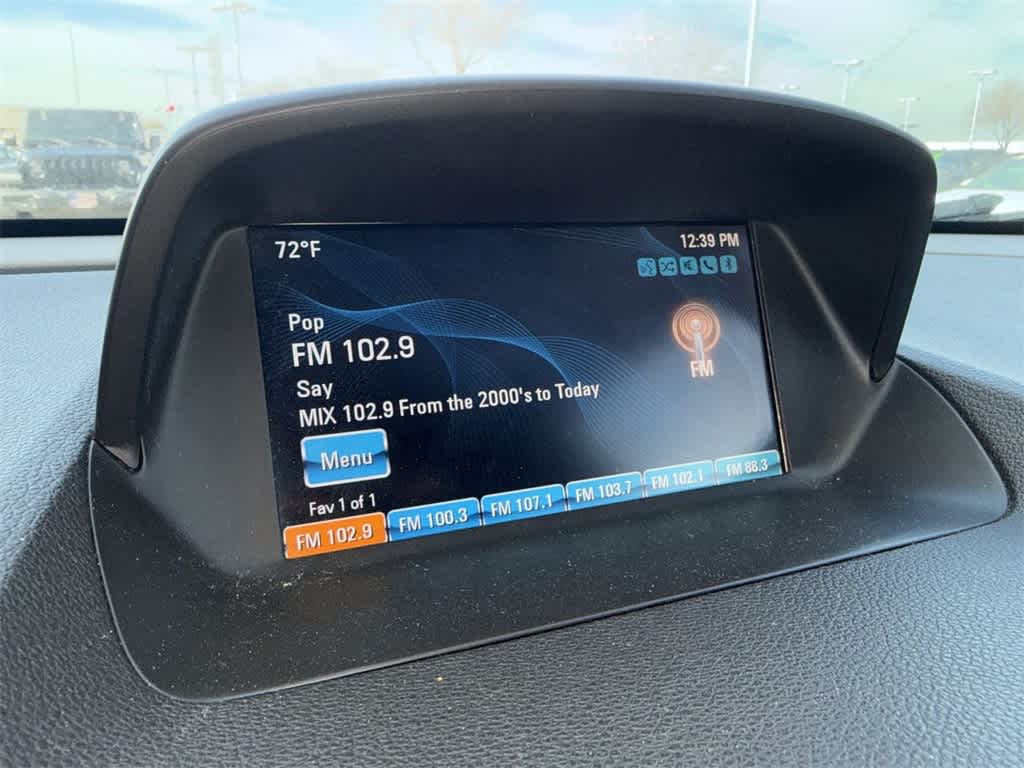 72°F
12:39 PM
Pop
FM 102.9
FM
Say
MIX 102.9 From the 2000's to Today
Menu
Fav 1 of 1
FM 102.9
FM 100.3
FM 107.1
FM 103.7
FM 102.1
FM 88.3